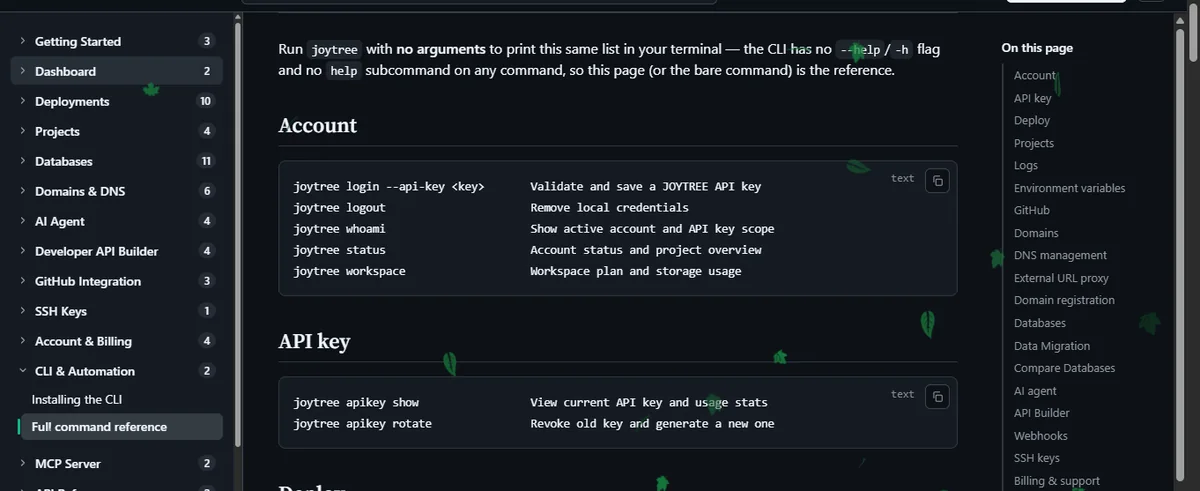 Getting Started 3
Dashboard 2
Deployments 10
Projects 4
Databases 11
Domains & DNS 6
AI Agent 4
Developer API Builder 4
GitHub Integration 3
SSH Keys 1
Account & Billing 4
CLI & Automation 2
Installing the CLI
Full command reference
MCP Server 2
Run joytree with no arguments to print this same list in your terminal — the CLI has no --help / -h flag
and no help subcommand on any command, so this page (or the bare command) is the reference.
Account
text
joytree login --api-key <key> Validate and save a JOYTREE API key
joytree logout Remove local credentials
joytree whoami Show active account and API key scope
joytree status Account status and project overview
joytree workspace Workspace plan and storage usage
API key
text
joytree apikey show View current API key and usage stats
joytree apikey rotate Revoke old key and generate a new one
Deploy
On this page
Account
API key
Deploy
Projects
Logs
Environment variables
GitHub
Domains
DNS management
External URL proxy
Domain registration
Databases
Data Migration
Compare Databases
AI agent
API Builder
Webhooks
SSH keys
Billing & support